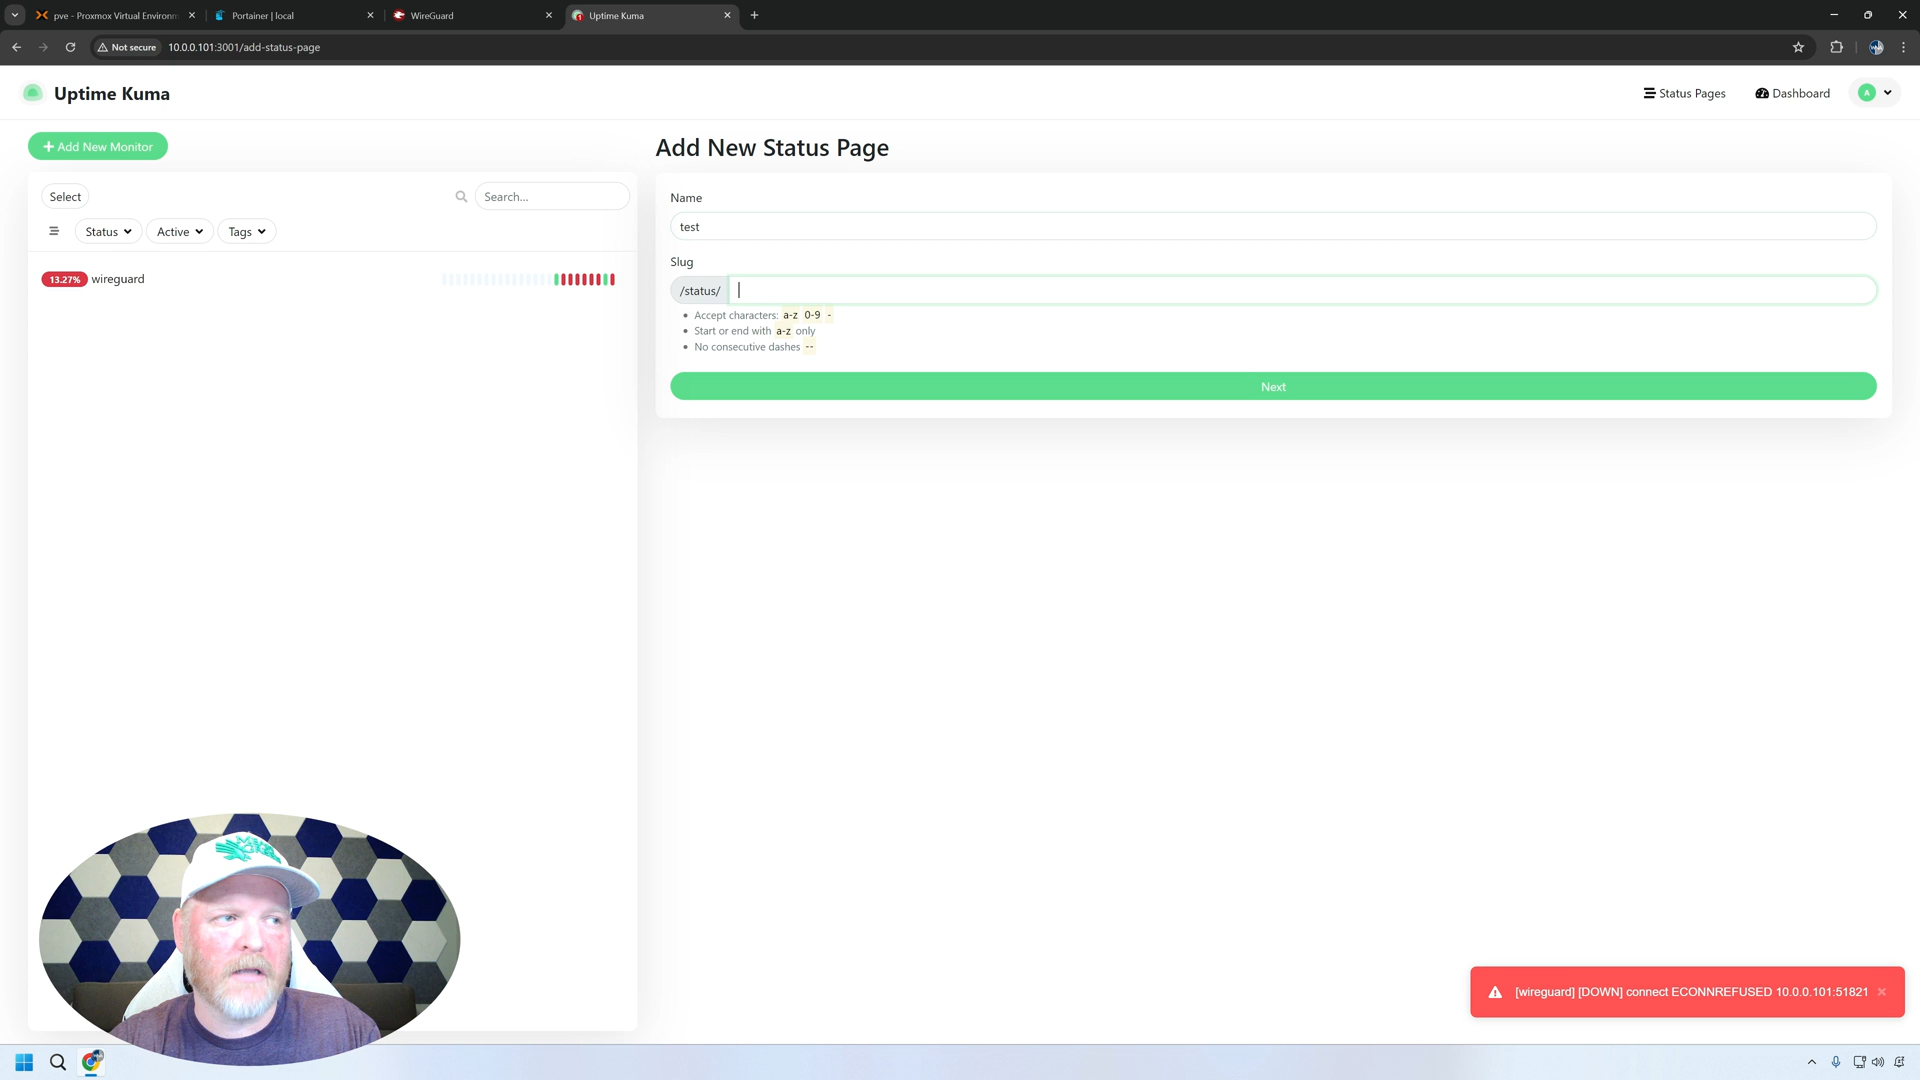 pve - Proxmox Virtual Environm
Portainer | local
WireGuard
Uptime Kuma
Not secure
10.0.0.101:3001/add-status-page
Uptime Kuma
Status Pages
Dashboard
A
Add New Monitor
Add New Status Page
Select
Search...
Status
Active
Tags
13.27%
wireguard
Name
test
Slug
/status/
Accept characters: a-z 0-9 -
Start or end with a-z only
No consecutive dashes --
Next
[wireguard] [DOWN] connect ECONNREFUSED 10.0.0.101:51821